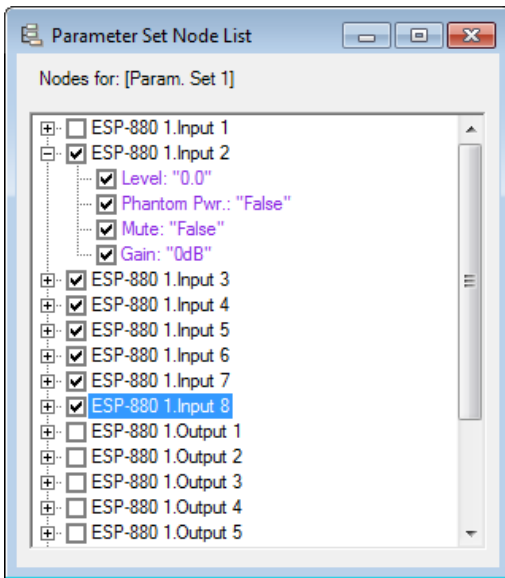 Parameter Set Node List
Nodes for: [Param. Set 1]
ESP-880 1.Input 1
ESP-880 1.Input 2
Level: "0.0"
Phantom Pwr.: "False"
Mute: "False"
Gain: "0dB"
ESP-880 1.Input 3
ESP-880 1.Input 4
ESP-880 1.Input 5
ESP-880 1.Input 6
ESP-880 1.Input 7
ESP-880 1.Input 8
ESP-880 1.Output 1
ESP-880 1.Output 2
ESP-880 1.Output 3
ESP-880 1.Output 4
ESP-880 1.Output 5